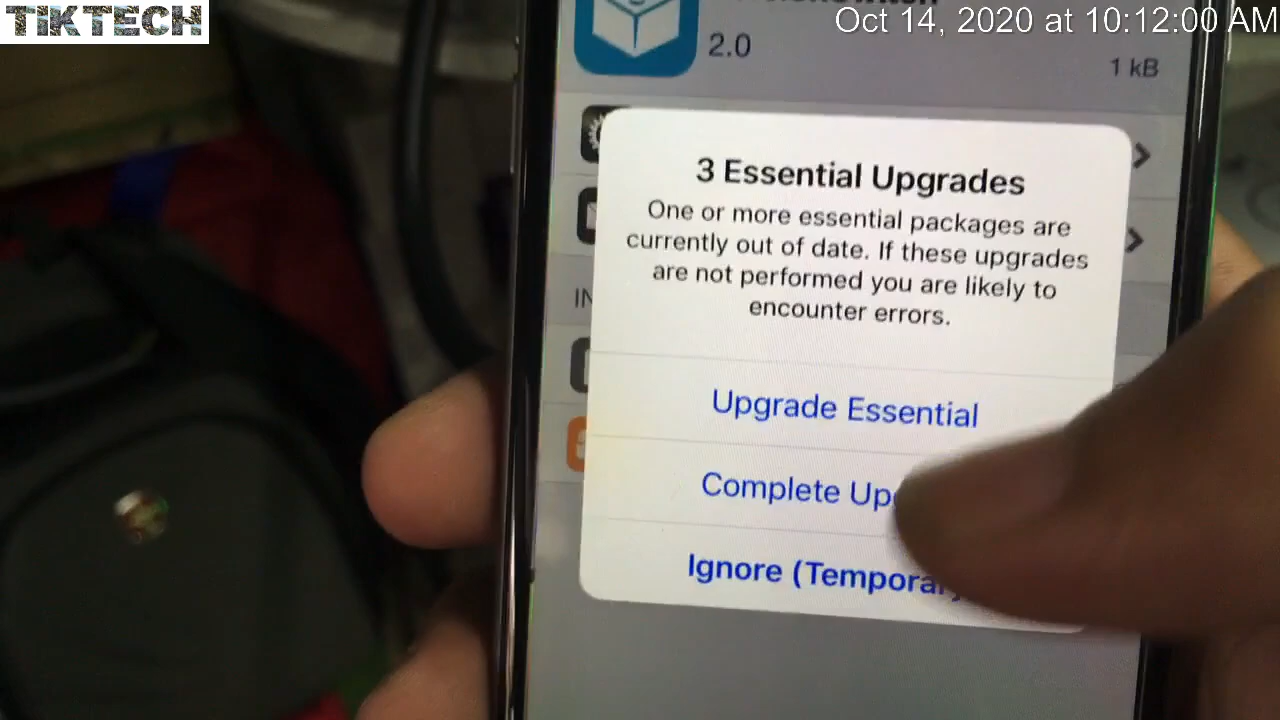 TIKTECH
Oct 14, 2020 at 10:12:00 AM
2.0
1 kB
3 Essential Upgrades
One or more essential packages are
currently out of date. If these upgrades
are not performed you are likely to
encounter errors.
Upgrade Essential
Complete
Ignore